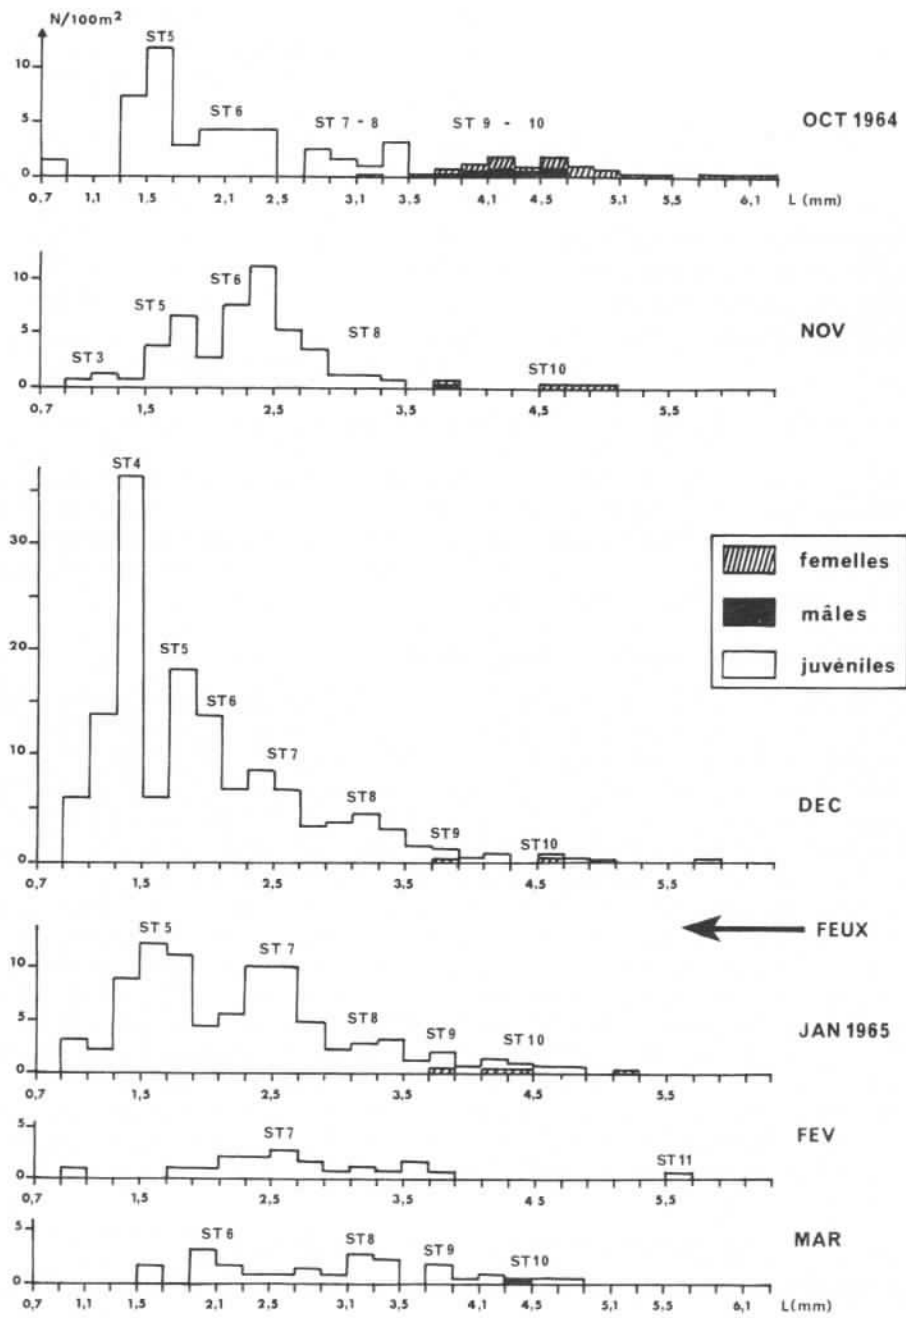 N/100m²
ST5
10
ST6
ST 7 - 8
ST 9 - 10
OCT 1964
5
0
0,7 1,1 1,5 2,1 2,5 3,1 3,5 4,1 4,5 5,1 5,5 6,1 L (mm)
10
ST6
ST5
ST8
NOV
5
ST3
ST10
0
0,7 1,5 2,5 3,5 4,5 5,5
ST4
30
femelles
mâles
20
ST5
juvéniles
ST6
10
ST7
ST8
DEC
ST9
ST10
0
0,7 1,5 2,5 3,5 4,5 5,5
FEUX
ST 5
ST 7
10
ST8
ST9
ST 10
JAN 1965
5
0
0,7 1,5 2,5 3,5 4,5 5,5
5
ST7
FEV
ST11
0
0,7 1,5 2,5 3,5 4 5 5,5
5
ST 6
ST8
MAR
ST9
ST10
0
0,7 1,1 1,5 2,1 2,5 3,1 3,5 4,1 4,5 5,1 5,5 6,1 L(mm)